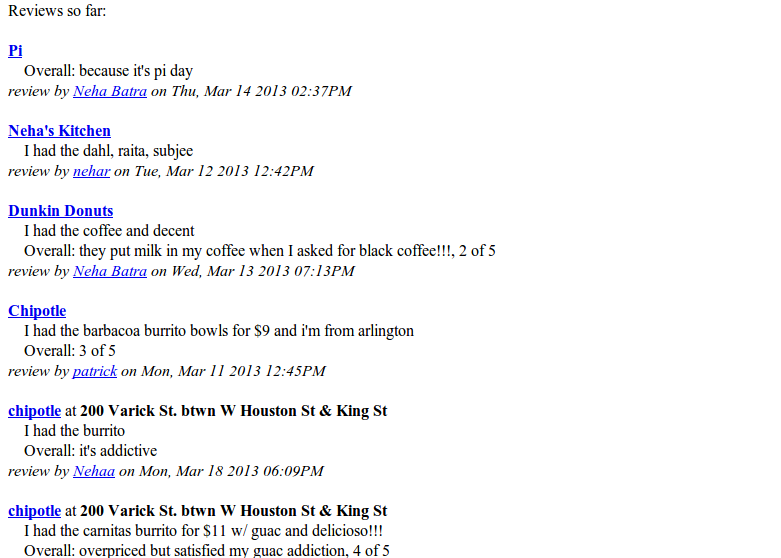 Reviews so far:
Pi
Overall: because it's pi day
review by Neha Batra on Thu, Mar 14 2013 02:37PM
Neha's Kitchen
I had the dahl, raita, subjee
review by nehar on Tue, Mar 12 2013 12:42PM
Dunkin Donuts
I had the coffee and decent
Overall: they put milk in my coffee when I asked for black coffee!!!, 2 of 5
review by Neha Batra on Wed, Mar 13 2013 07:13PM
Chipotle
I had the barbacoa burrito bowls for $9 and i'm from arlington
Overall: 3 of 5
review by patrick on Mon, Mar 11 2013 12:45PM
chipotle at 200 Varick St. btwn W Houston St & King St
I had the burrito
Overall: it's addictive
review by Nehaa on Mon, Mar 18 2013 06:09PM
chipotle at 200 Varick St. btwn W Houston St & King St
I had the carnitas burrito for $11 w/ guac and delicioso!!!
Overall: overpriced but satisfied my guac addiction, 4 of 5